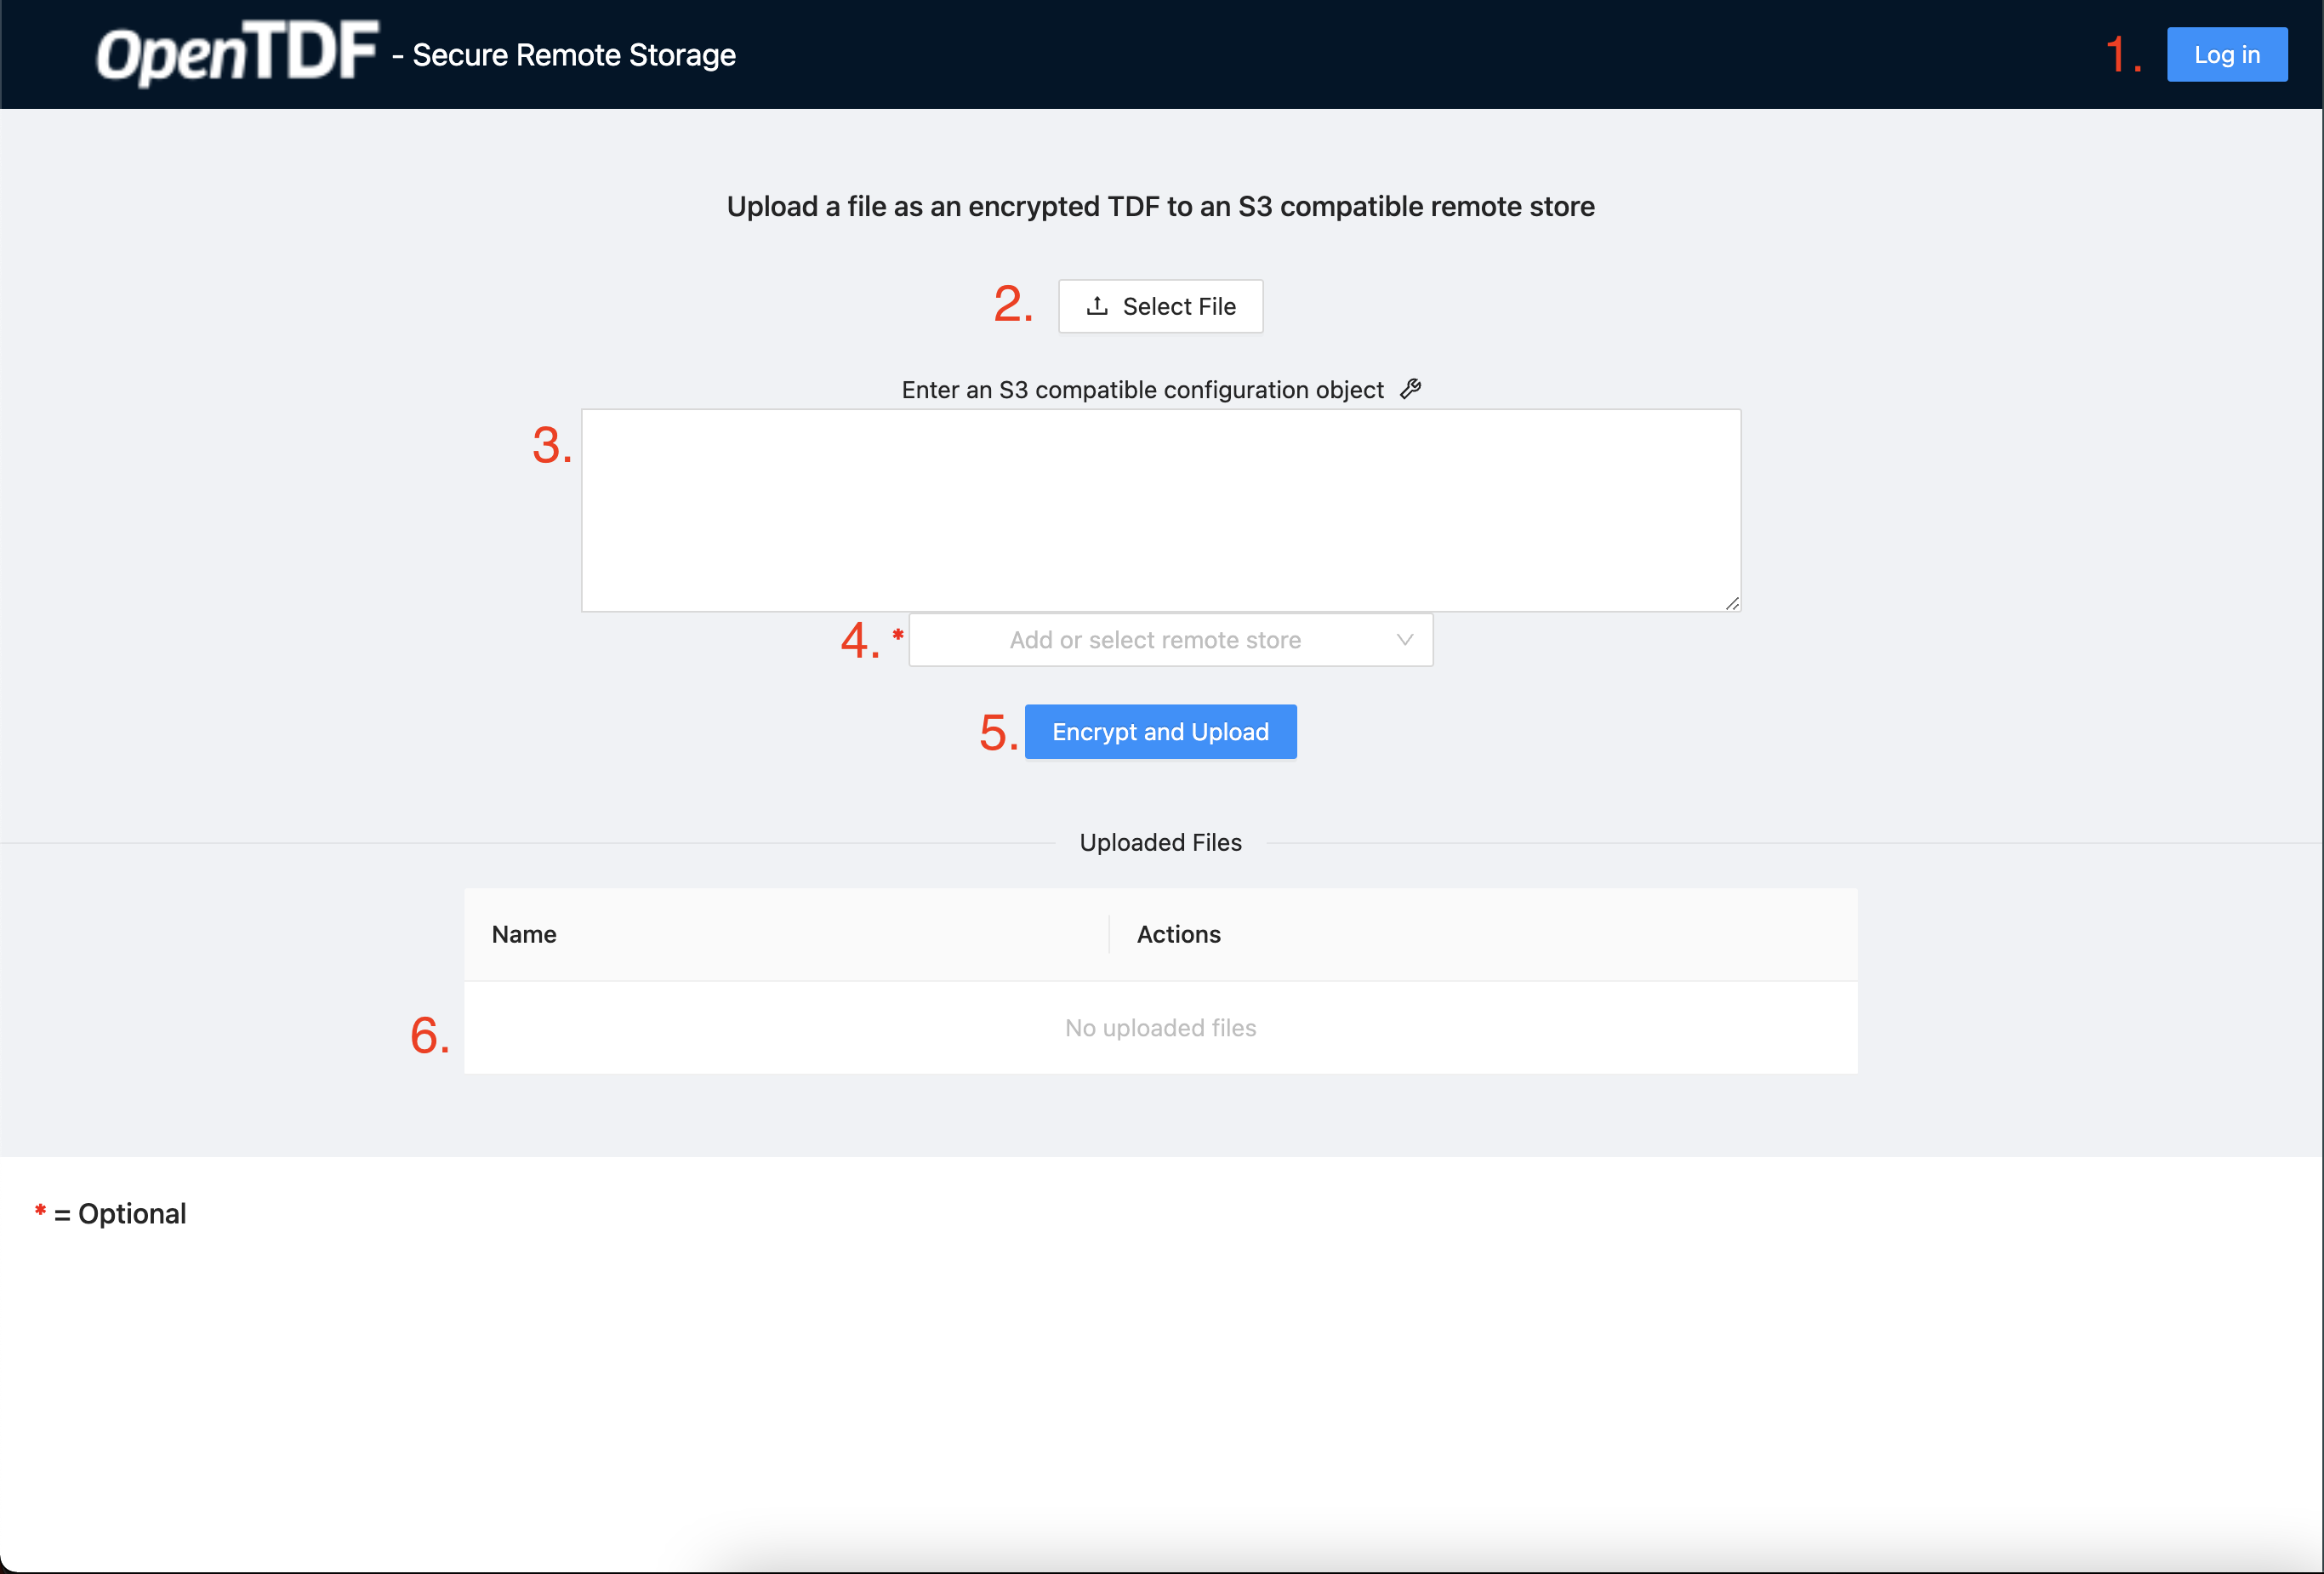 OpenTDF - Secure Remote Storage
1. Log in
Upload a file as an encrypted TDF to an S3 compatible remote store
2. Select File
Enter an S3 compatible configuration object
3.
4. * Add or select remote store
5. Encrypt and Upload
Uploaded Files
Name Actions
6. No uploaded files
* = Optional